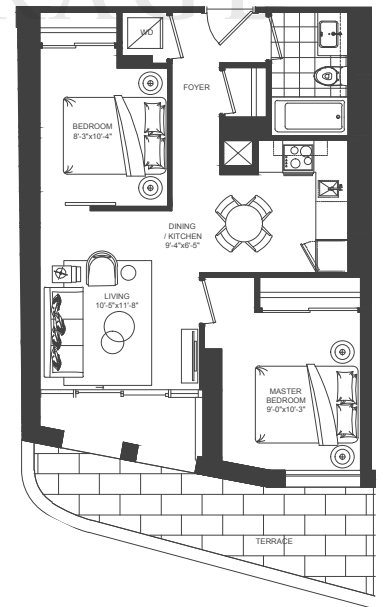 WD
FOYER
BEDROOM
8'-3"x10'-4"
DINING
/ KITCHEN
9'-4"x6'-5"
LIVING
10'-5"x11'-8"
MASTER
BEDROOM
9'-0"x10'-3"
TERRACE